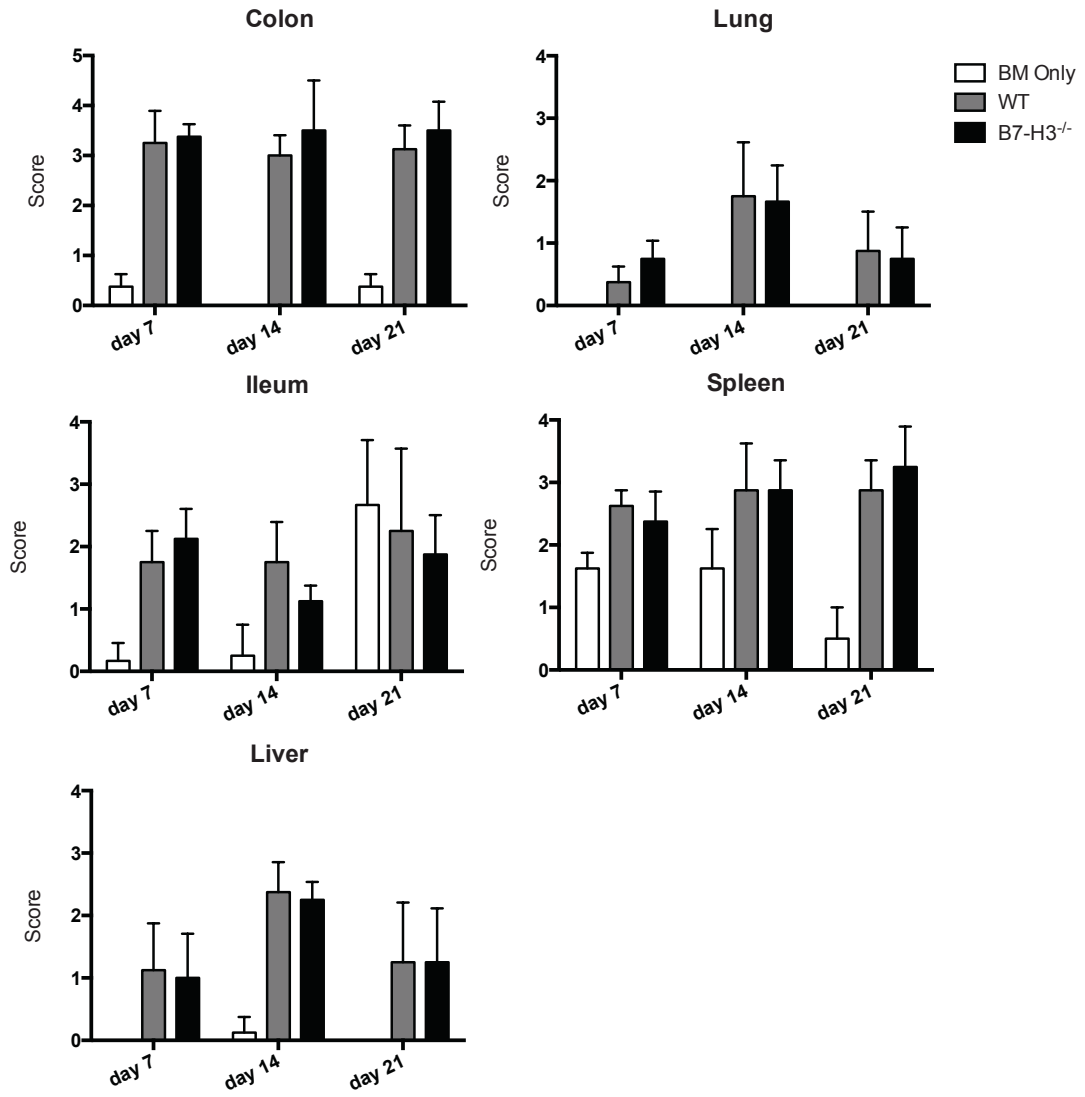 Colon
Score
5
4
3
2
1
0
day 7
day 14
day 21
Lung
4
3
2
1
0
Score
day 7
day 14
day 21
BM Only
WT
B7-H3-/-
Ileum
Score
4
3
2
1
0
day 7
day 14
day 21
Spleen
Score
4
3
2
1
0
day 7
day 14
day 21
Liver
Score
4
3
2
1
0
day 7
day 14
day 21